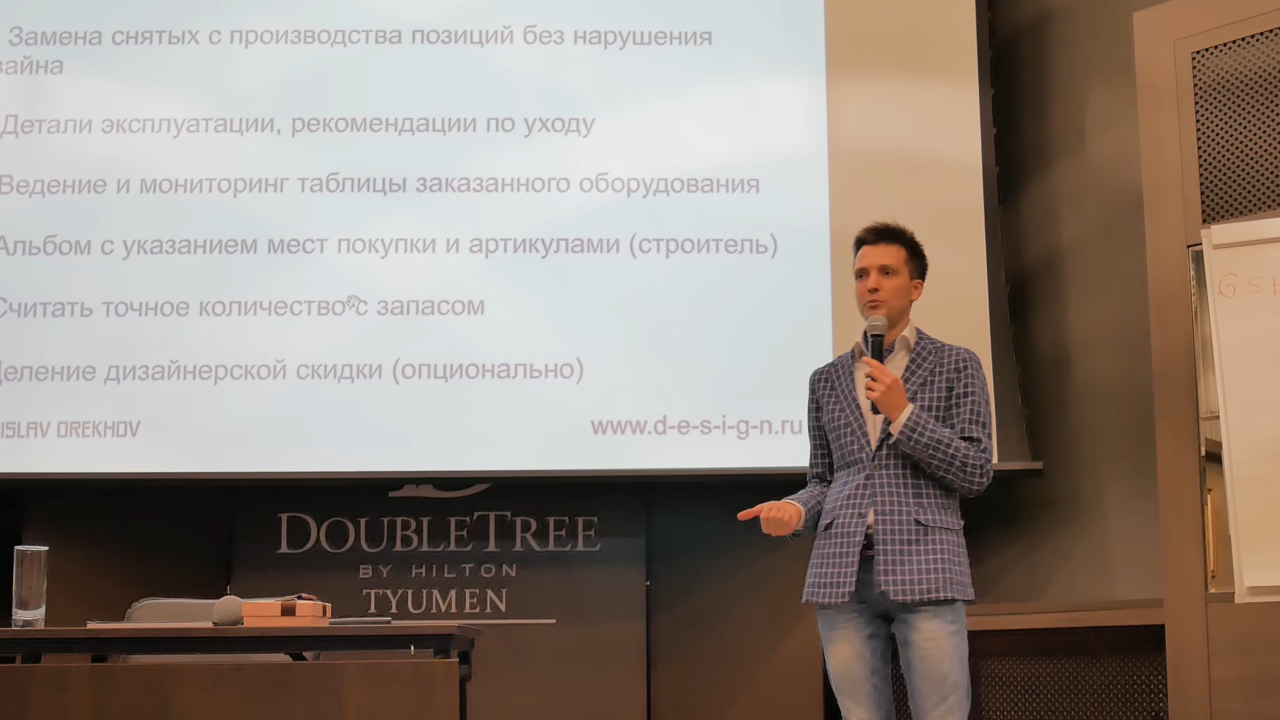 Замена снятых с производства позиций без нарушения
зайна
Детали эксплуатации, рекомендации по уходу
Ведение и мониторинг таблицы заказанного оборудования
Альбом с указанием мест покупки и артикулами (строитель)
Считать точное количество с запасом
Деление дизайнерской скидки (опционально)
ISLAV OREKHOV
www.d-e-s-i-g-n.ru
DOUBLETREE
BY HILTON
TYUMEN